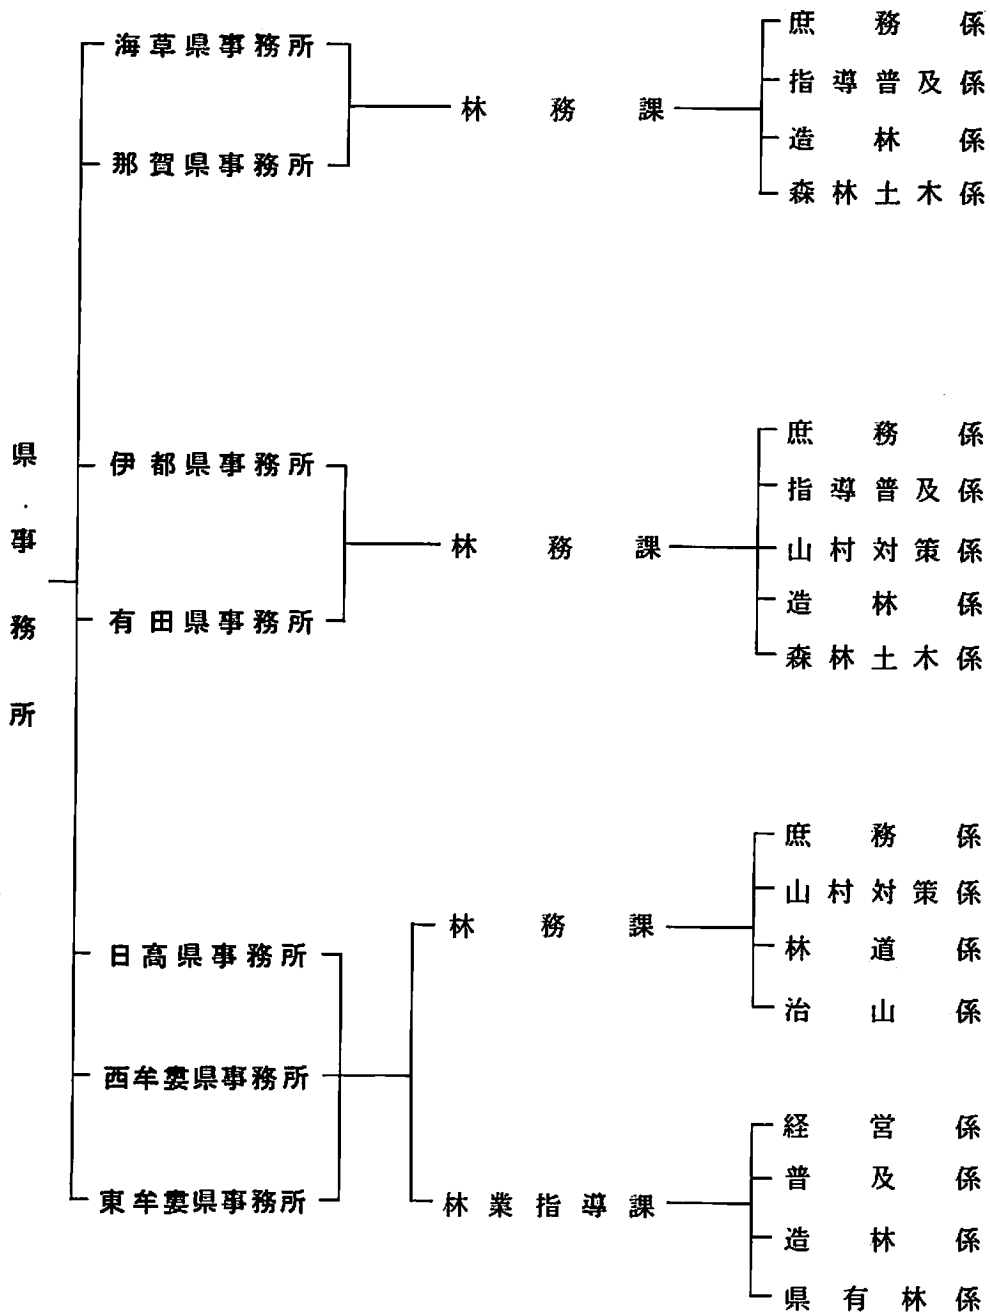 県事務所
海草県事務所
那賀県事務所
林務課
庶務係
指導普及係
造林係
森林土木係
伊都県事務所
有田県事務所
林務課
庶務係
指導普及係
山村対策係
造林係
森林土木係
日高県事務所
西牟婁県事務所
東牟婁県事務所
林務課
庶務係
山村対策係
林道係
治山係
林業指導課
経営係
普及係
造林係
県有林係